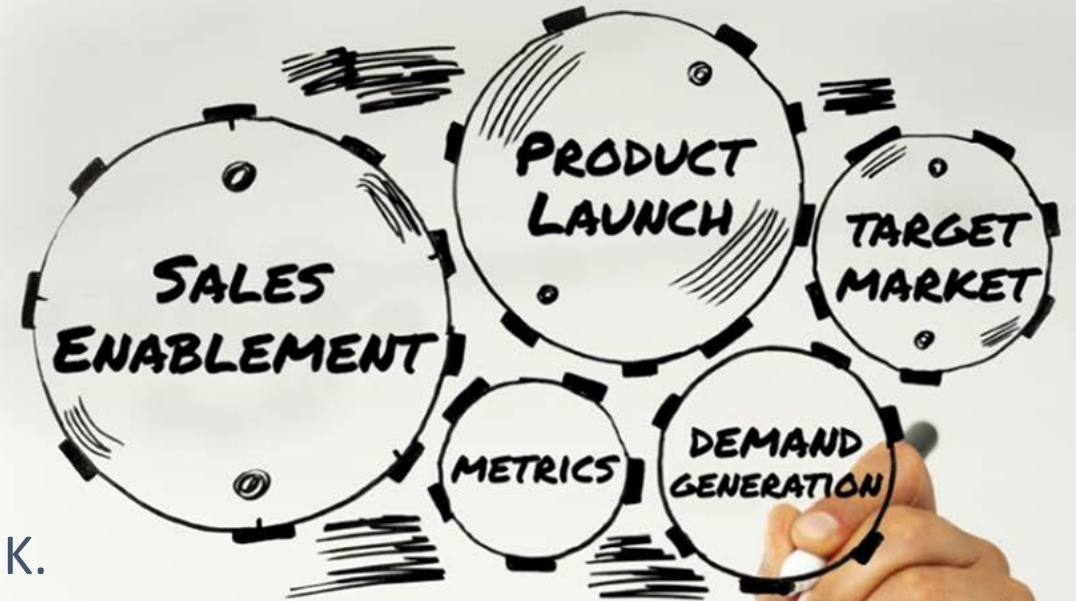 SALES
ENABLEMENT
PRODUCT
LAUNCH
TARGET
MARKET
METRICS
DEMAND
GENERATION
K.